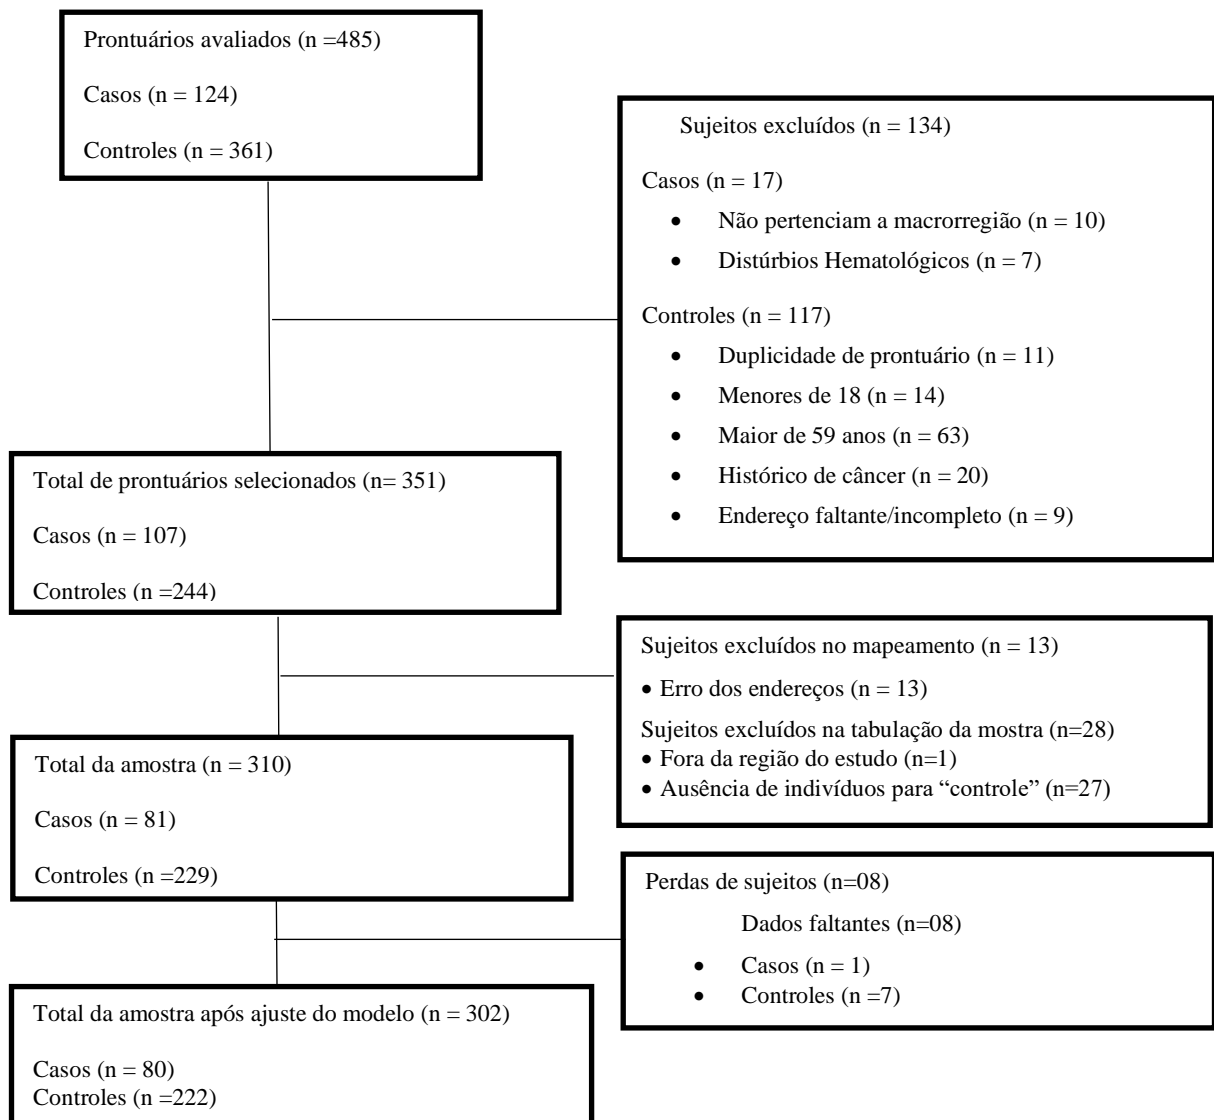 Prontuários avaliados (n =485)
Casos (n = 124)
Controles (n = 361)
Sujeitos excluídos (n = 134)
Casos (n = 17)
• Não pertenciam a macrorregião (n = 10)
• Distúrbios Hematológicos (n = 7)
Controles (n = 117)
• Duplicidade de prontuário (n = 11)
• Menores de 18 (n = 14)
• Maior de 59 anos (n = 63)
• Histórico de câncer (n = 20)
• Endereço faltante/incompleto (n = 9)
Total de prontuários selecionados (n= 351)
Casos (n = 107)
Controles (n =244)
Sujeitos excluídos no mapeamento (n = 13)
• Erro dos endereços (n = 13)
Sujeitos excluídos na tabulação da mostra (n=28)
• Fora da região do estudo (n=1)
• Ausência de indivíduos para “controle” (n=27)
Total da amostra (n = 310)
Casos (n = 81)
Controles (n =229)
Perdas de sujeitos (n=08)
Dados faltantes (n=08)
• Casos (n = 1)
• Controles (n =7)
Total da amostra após ajuste do modelo (n = 302)
Casos (n = 80)
Controles (n =222)